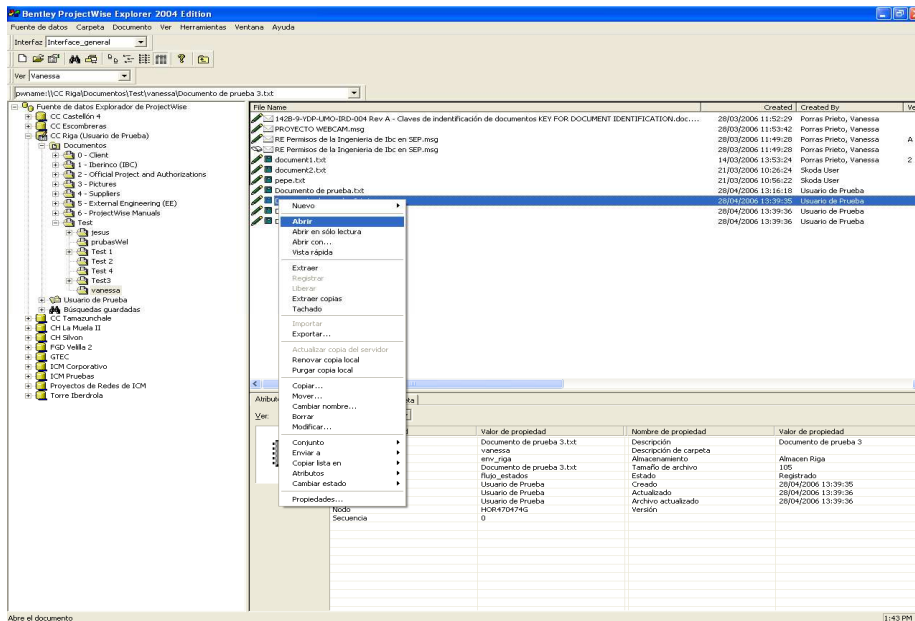 Bentley ProjectWise Explorer 2004 Edition
Fuente de datos Carpeta Documento Ver Herramientas Ventana Ayuda
Interfaz Interface_general
Ver Vanessa
pwname:\\CC Riga\Documentos\Test\vanessa\Documento de prueba 3.txt
Fuente de datos Explorador de ProjectWise
CC Castellón 4
CC Escombreras
CC Riga (Usuario de Prueba)
Documentos
0 - Client
1 - Iberinco (IBC)
2 - Official Project and Authorizations
3 - Pictures
4 - Suppliers
5 - External Engineering (EE)
6 - ProjectWise Manuals
Test
jesus
prubasWel
Test 1
Test 2
Test 4
Test3
vanessa
Usuario de Prueba
Búsquedas guardadas
CC Tamazunchale
CH La Muela II
CH Silvon
FGD Velilla 2
GTEC
ICM Corporativo
ICM Pruebas
Proyectos de Redes de ICM
Torre Iberdrola
File Name Created Created By Ve
142B-9-YDP-UMO-IRD-004 Rev A - Claves de indentificación de documentos KEY FOR DOCUMENT IDENTIFICATION.doc.... 28/03/2006 11:52:29 Porras Prieto, Vanessa
PROYECTO WEBCAM.msg 28/03/2006 11:53:42 Porras Prieto, Vanessa
RE Permisos de la Ingenieria de Ibc en SEP.msg 28/03/2006 11:49:28 Porras Prieto, Vanessa A
RE Permisos de la Ingenieria de Ibc en SEP.msg 28/03/2006 11:49:28 Porras Prieto, Vanessa
document1.txt 14/03/2006 13:53:24 Porras Prieto, Vanessa 2
document2.txt 21/03/2006 10:26:24 Skoda User
pepe.txt 21/03/2006 10:56:22 Skoda User
Documento de prueba.txt 28/04/2006 13:16:18 Usuario de Prueba
28/04/2006 13:39:35 Usuario de Prueba
28/04/2006 13:39:36 Usuario de Prueba
28/04/2006 13:39:36 Usuario de Prueba
Nuevo
Abrir
Abrir en sólo lectura
Abrir con...
Vista rápida
Extraer
Registrar
Liberar
Extraer copias
Tachado
Importar
Exportar...
Actualizar copia del servidor
Renovar copia local
Purgar copia local
Copiar...
Mover...
Cambiar nombre...
Borrar
Modificar...
Conjunto
Enviar a
Copiar lista en
Atributos
Cambiar estado
Propiedades...
Ver:
Valor de propiedad Nombre de propiedad Valor de propiedad
Documento de prueba 3.txt Descripción Documento de prueba 3
vanessa Descripción de carpeta
env_riga Almacenamiento Almacen Riga
Documento de prueba 3.txt Tamaño de archivo 105
flujo_estados Estado Registrado
Usuario de Prueba Creado 28/04/2006 13:39:35
Usuario de Prueba Actualizado 28/04/2006 13:39:36
Usuario de Prueba Archivo actualizado 28/04/2006 13:39:36
Nodo HOR470474G Versión
Secuencia 0
Abre el documento 1:43 PM